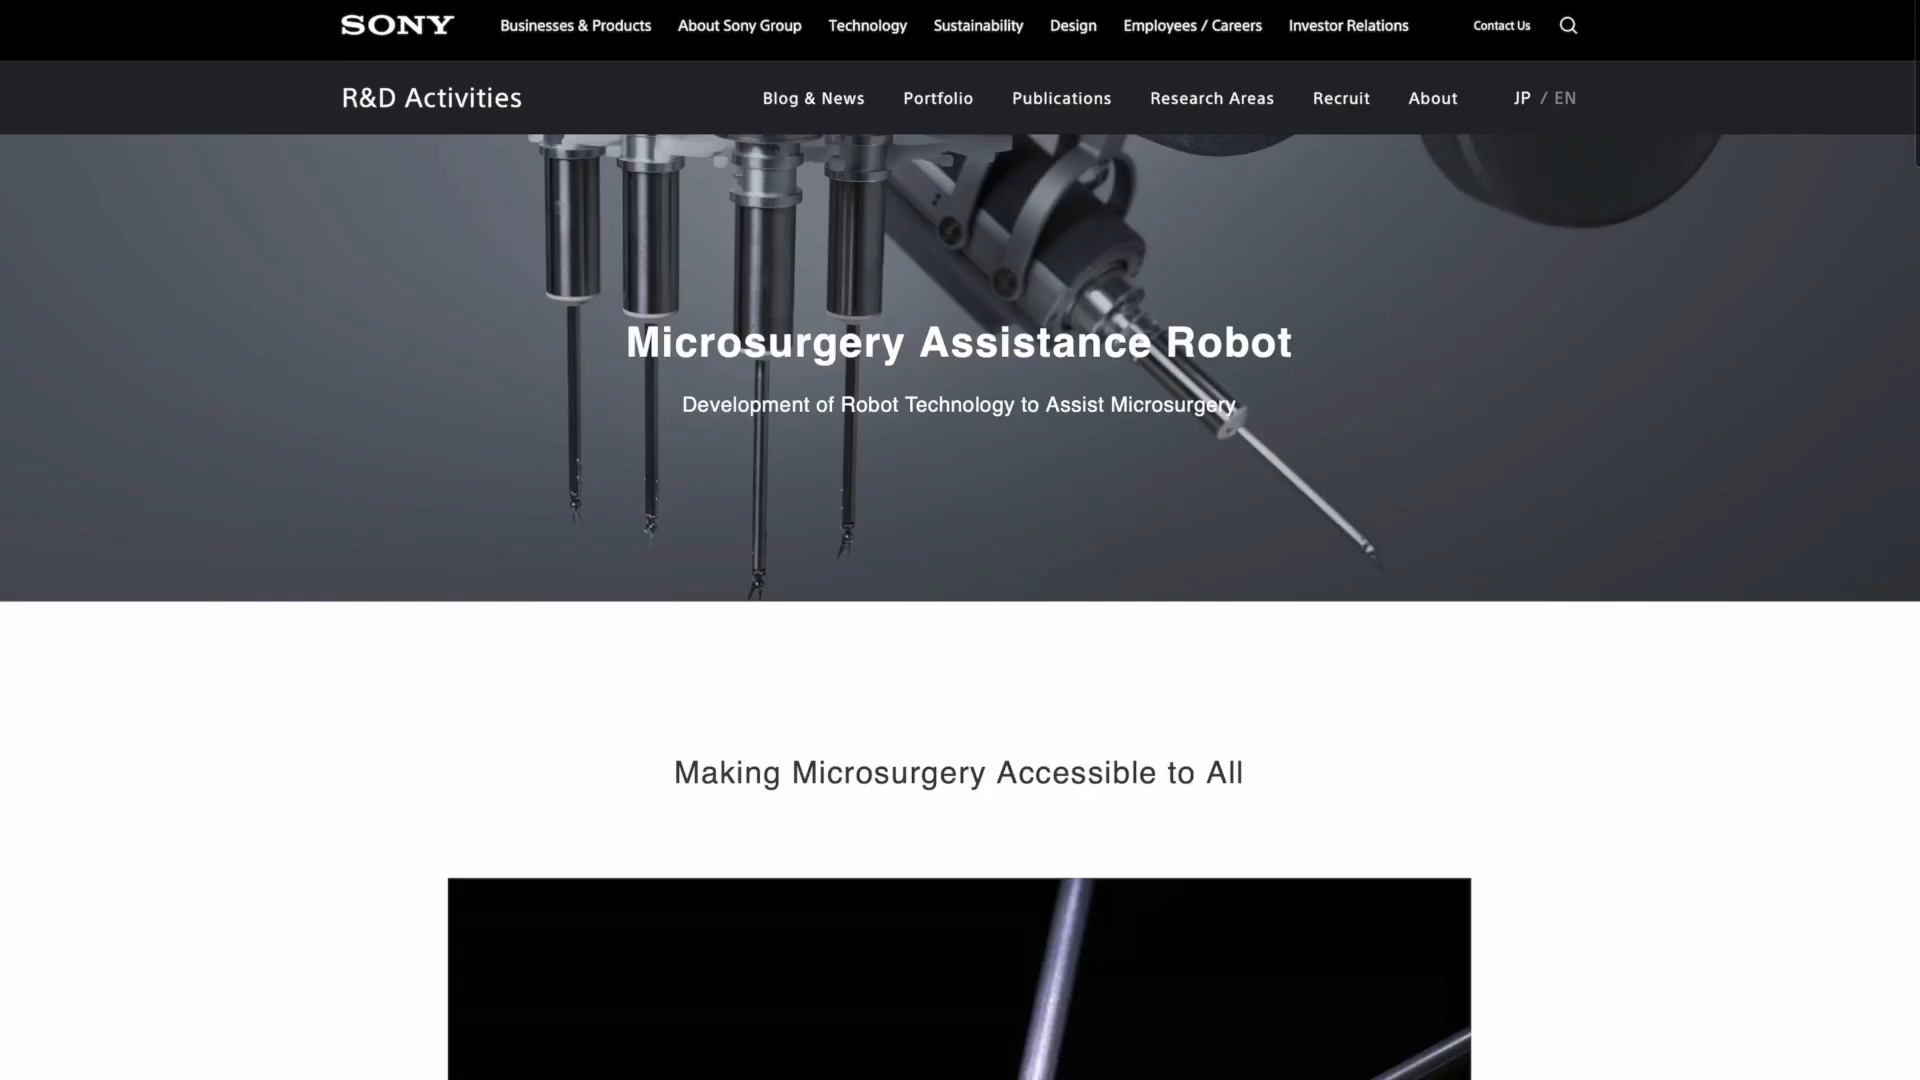 SONY Businesses & Products About Sony Group Technology Sustainability Design Employees / Careers Investor Relations Contact Us
R&D Activities Blog & News Portfolio Publications Research Areas Recruit About JP / EN
Microsurgery Assistance Robot
Development of Robot Technology to Assist Microsurgery
Making Microsurgery Accessible to All